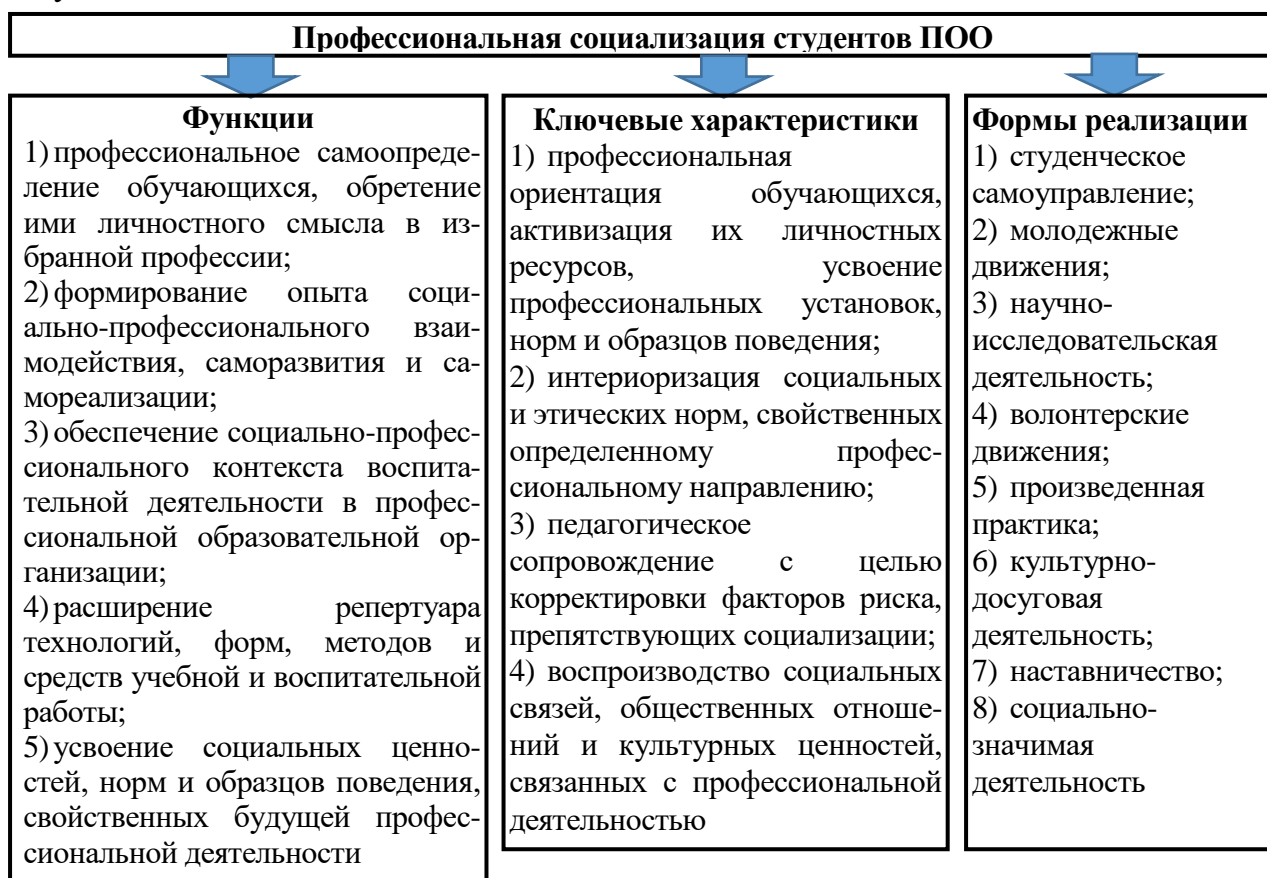 Профессиональная социализация студентов ПОО
Функции
1) профессиональное самоопреде-
ление обучающихся, обретение
ими личностного смысла в из-
бранной профессии;
2) формирование опыта соци-
ально-профессионального взаи-
модействия, саморазвития и са-
мореализации;
3) обеспечение социально-профес-
сионального контекста воспита-
тельной деятельности в профес-
сиональной образовательной ор-
ганизации;
4) расширение репертуара
технологий, форм, методов и
средств учебной и воспитательной
работы;
5) усвоение социальных ценно-
стей, норм и образцов поведения,
свойственных будущей профес-
сиональной деятельности
Ключевые характеристики
1) профессиональная
ориентация обучающихся,
активизация их личностных
ресурсов, усвоение
профессиональных установок,
норм и образцов поведения;
2) интериоризация социальных
и этических норм, свойственных
определенному профес-
сиональному направлению;
3) педагогическое
сопровождение с целью
корректировки факторов риска,
препятствующих социализации;
4) воспроизводство социальных
связей, общественных отноше-
ний и культурных ценностей,
связанных с профессиональной
деятельностью
Формы реализации
1) студенческое
самоуправление;
2) молодежные
движения;
3) научно-
исследовательская
деятельность;
4) волонтерские
движения;
5) произведенная
практика;
6) культурно-
досуговая
деятельность;
7) наставничество;
8) социально-
значимая
деятельность